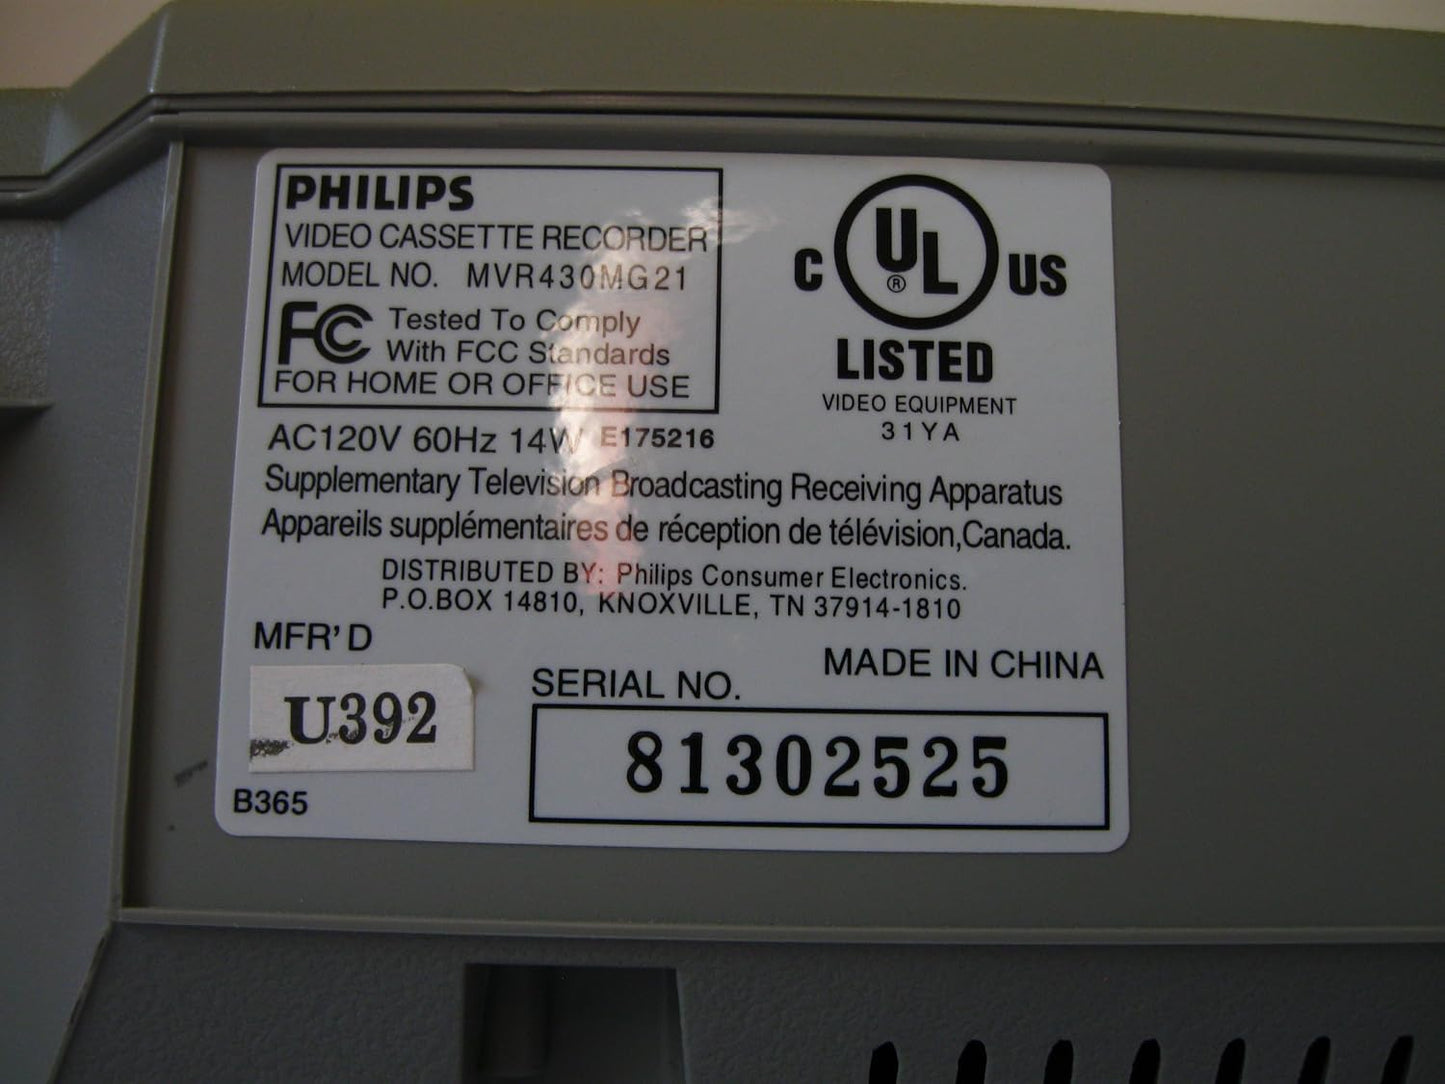 PHILIPS
VIDEO CASSETTE RECORDER
MODEL NO. MVR430MG21
FC Tested To Comply
With FCC Standards
FOR HOME OR OFFICE USE
C UL ® US
LISTED
VIDEO EQUIPMENT
31YA
AC120V 60Hz 14W E175216
Supplementary Television Broadcasting Receiving Apparatus
Appareils supplémentaires de réception de télévision,Canada.
DISTRIBUTED BY: Philips Consumer Electronics.
P.O.BOX 14810, KNOXVILLE, TN 37914-1810
MFR'D
U392
B365
MADE IN CHINA
SERIAL NO.
81302525